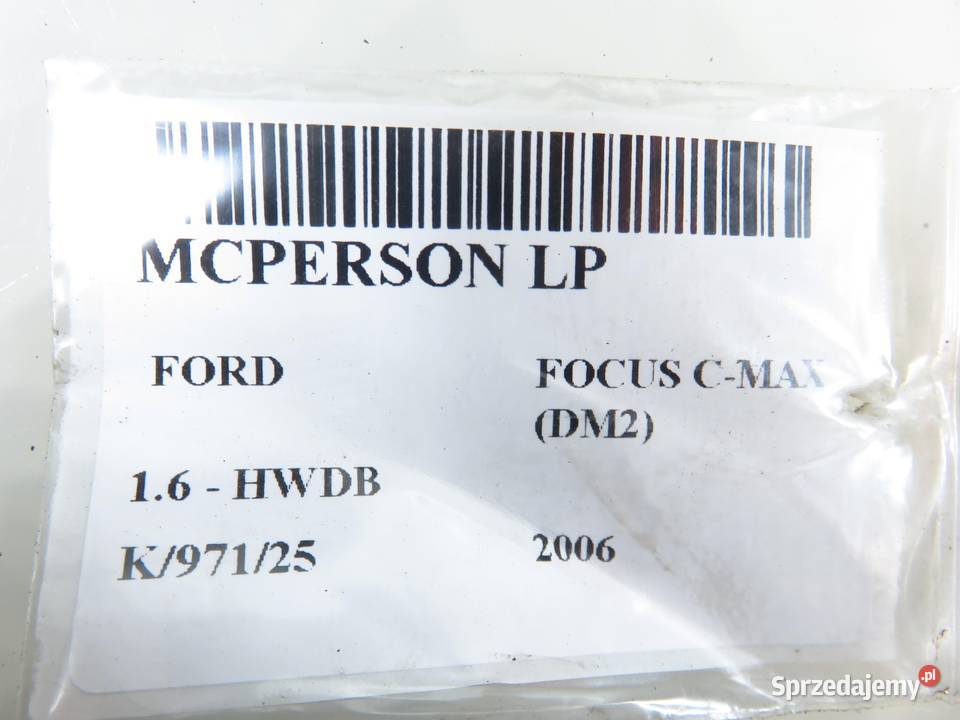 MCPERSON LP
FORD FOCUS C-MAX
(DM2)
1.6 - HWDB
K/971/25 2006
Sprzedajemy.pl